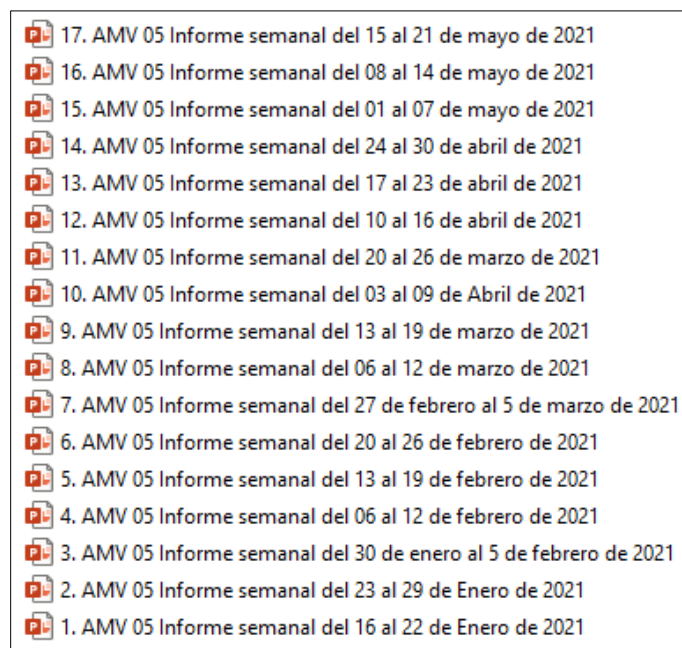 17. AMV 05 Informe semanal del 15 al 21 de mayo de 2021
16. AMV 05 Informe semanal del 08 al 14 de mayo de 2021
15. AMV 05 Informe semanal del 01 al 07 de mayo de 2021
14. AMV 05 Informe semanal del 24 al 30 de abril de 2021
13. AMV 05 Informe semanal del 17 al 23 de abril de 2021
12. AMV 05 Informe semanal del 10 al 16 de abril de 2021
11. AMV 05 Informe semanal del 20 al 26 de marzo de 2021
10. AMV 05 Informe semanal del 03 al 09 de Abril de 2021
9. AMV 05 Informe semanal del 13 al 19 de marzo de 2021
8. AMV 05 Informe semanal del 06 al 12 de marzo de 2021
7. AMV 05 Informe semanal del 27 de febrero al 5 de marzo de 2021
6. AMV 05 Informe semanal del 20 al 26 de febrero de 2021
5. AMV 05 Informe semanal del 13 al 19 de febrero de 2021
4. AMV 05 Informe semanal del 06 al 12 de febrero de 2021
3. AMV 05 Informe semanal del 30 de enero al 5 de febrero de 2021
2. AMV 05 Informe semanal del 23 al 29 de Enero de 2021
1. AMV 05 Informe semanal del 16 al 22 de Enero de 2021